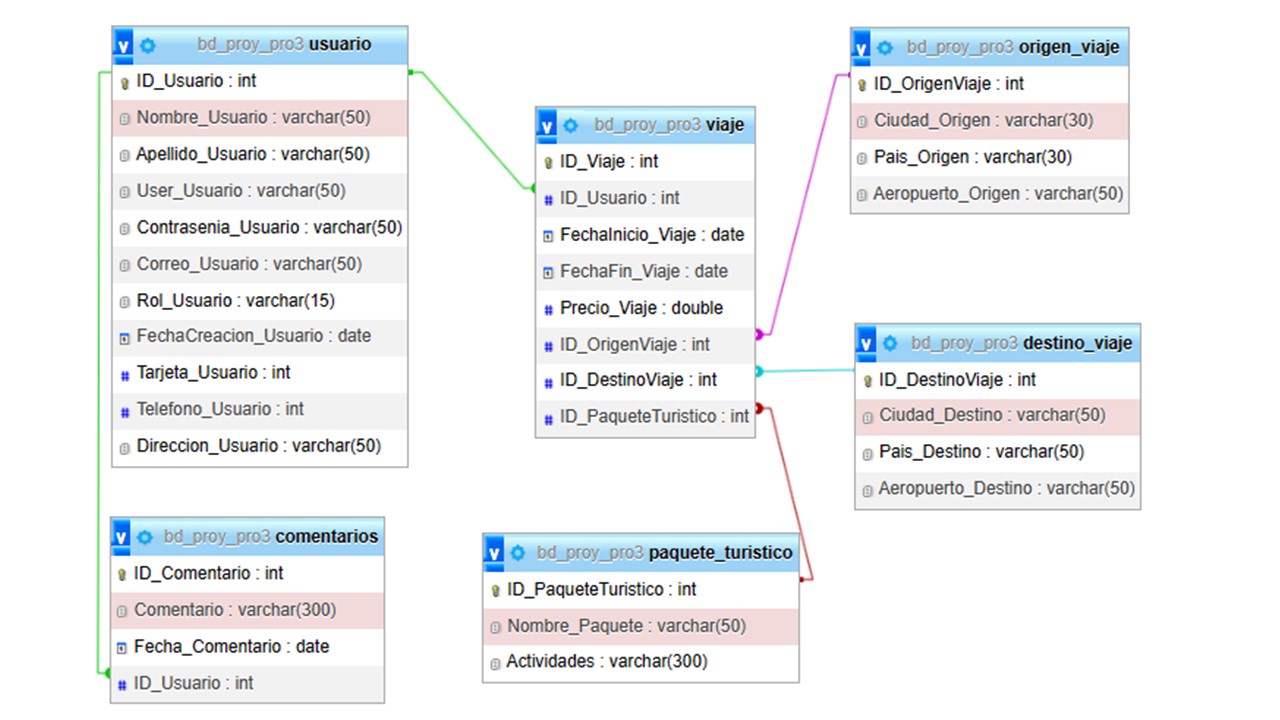 bd_proy_pro3 usuario
ID_Usuario : int
Nombre_Usuario : varchar(50)
Apellido_Usuario : varchar(50)
User_Usuario : varchar(50)
Contrasenia_Usuario : varchar(50)
Correo_Usuario : varchar(50)
Rol_Usuario : varchar(15)
FechaCreacion_Usuario : date
Tarjeta_Usuario : int
Telefono_Usuario : int
Direccion_Usuario : varchar(50)
bd_proy_pro3 viaje
ID_Viaje : int
ID_Usuario : int
FechaInicio_Viaje : date
FechaFin_Viaje : date
Precio_Viaje : double
ID_OrigenViaje : int
ID_DestinoViaje : int
ID_PaqueteTuristico : int
bd_proy_pro3 origen_viaje
ID_OrigenViaje : int
Ciudad_Origen : varchar(30)
Pais_Origen : varchar(30)
Aeropuerto_Origen : varchar(50)
bd_proy_pro3 destino_viaje
ID_DestinoViaje : int
Ciudad_Destino : varchar(50)
Pais_Destino : varchar(50)
Aeropuerto_Destino : varchar(50)
bd_proy_pro3 comentarios
ID_Comentario : int
Comentario : varchar(300)
Fecha_Comentario : date
ID_Usuario : int
bd_proy_pro3 paquete_turistico
ID_PaqueteTuristico : int
Nombre_Paquete : varchar(50)
Actividades : varchar(300)